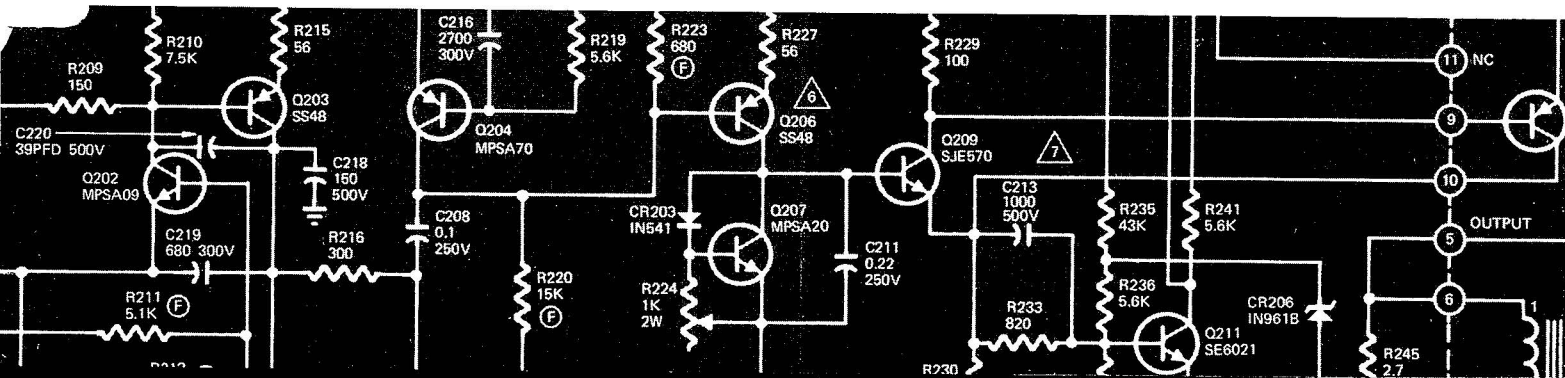 R209
150
R210
7.5K
R215
56
C216
2700
300V
R219
5.6K
R223
680
F
R227
56
R229
100
11 NC
Q203
SS48
C220
39PFD 500V
Q202
MPSA09
C218
150
500V
Q204
MPSA70
6
Q206
SS48
Q209
SJE570
7
9
10
C219
680 300V
R216
300
C208
0.1
250V
R220
15K
F
CR203
IN541
Q207
MPSA20
R224
1K
2W
C211
0.22
250V
C213
1000
500V
R235
43K
R241
5.6K
OUTPUT
5
6
R211
5.1K
F
R233
820
R236
5.6K
Q211
SE6021
CR206
IN961B
1
R245
2.7
R230